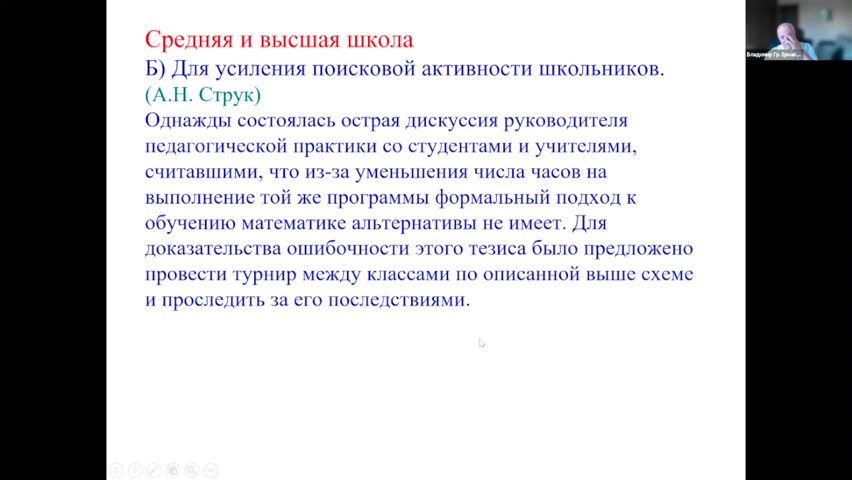 Средняя и высшая школа
Б) Для усиления поисковой активности школьников.
(А.Н. Струк)
Однажды состоялась острая дискуссия руководителя
педагогической практики со студентами и учителями,
считавшими, что из-за уменьшения числа часов на
выполнение той же программы формальный подход к
обучению математике альтернативы не имеет. Для
доказательства ошибочности этого тезиса было предложено
провести турнир между классами по описанной выше схеме
и проследить за его последствиями.
Владимир Гр.